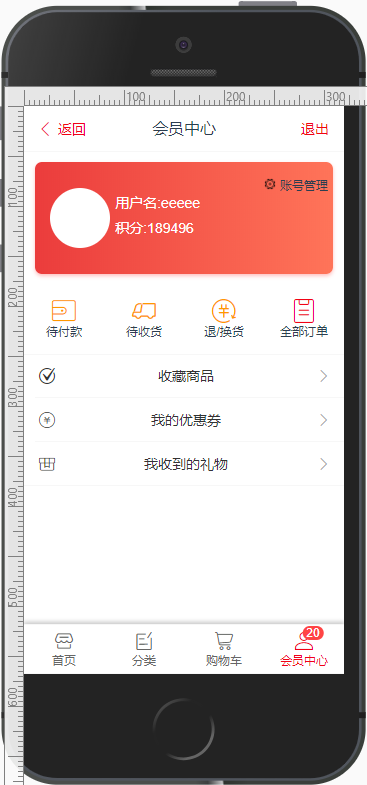 100 200 300
返回 会员中心 退出
账号管理
用户名:eeeee
积分:189496
待付款 待收货 退/换货 全部订单
收藏商品
我的优惠券
我收到的礼物
20
首页 分类 购物车 会员中心
100
200
300
400
500
600